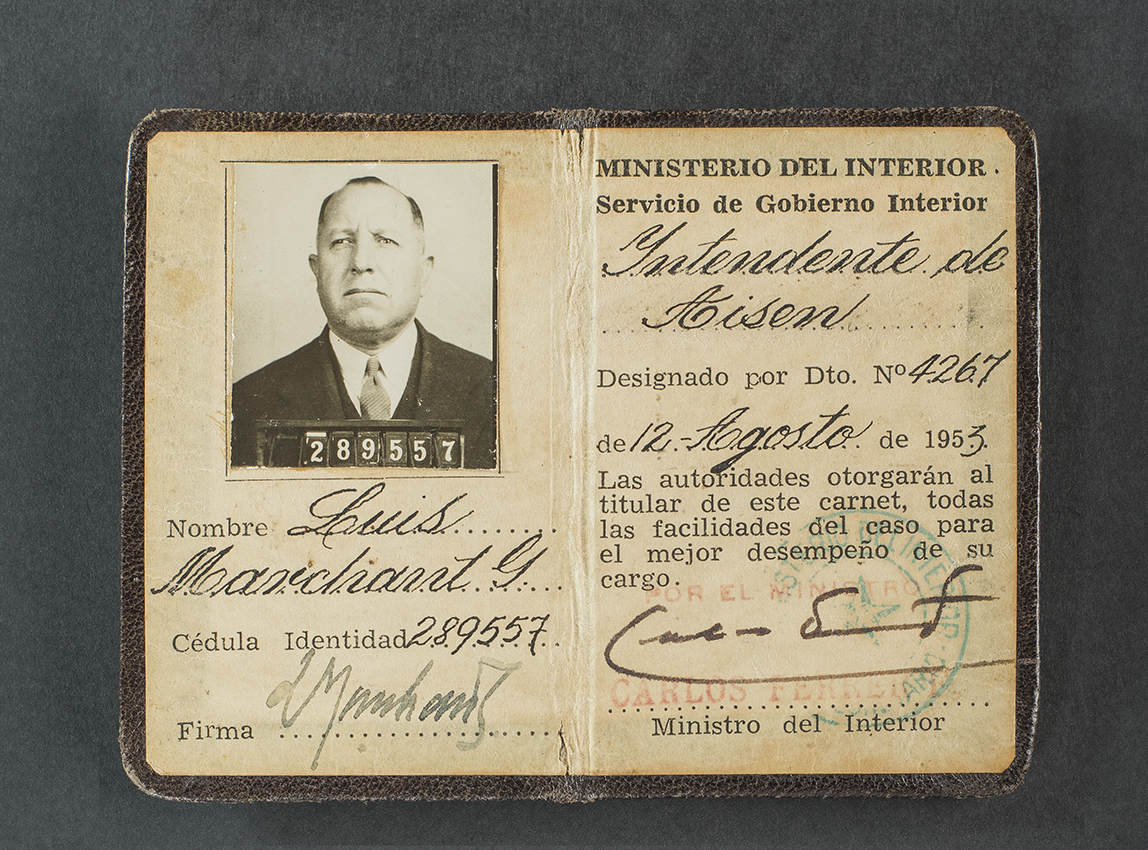 289557
Nombre Luis
Marchant G.
Cédula Identidad 289557
L Marchant G
Firma
MINISTERIO DEL INTERIOR.
Servicio de Gobierno Interior
Intendente de
Aisen
Designado por Dto. Nº 4267
de 12-Agosto de 1953.
Las autoridades otorgarán al
titular de este carnet, todas
las facilidades del caso para
el mejor desempeño de su
cargo.
POR EL MINISTRO
CARLOS
Ministro del Interior